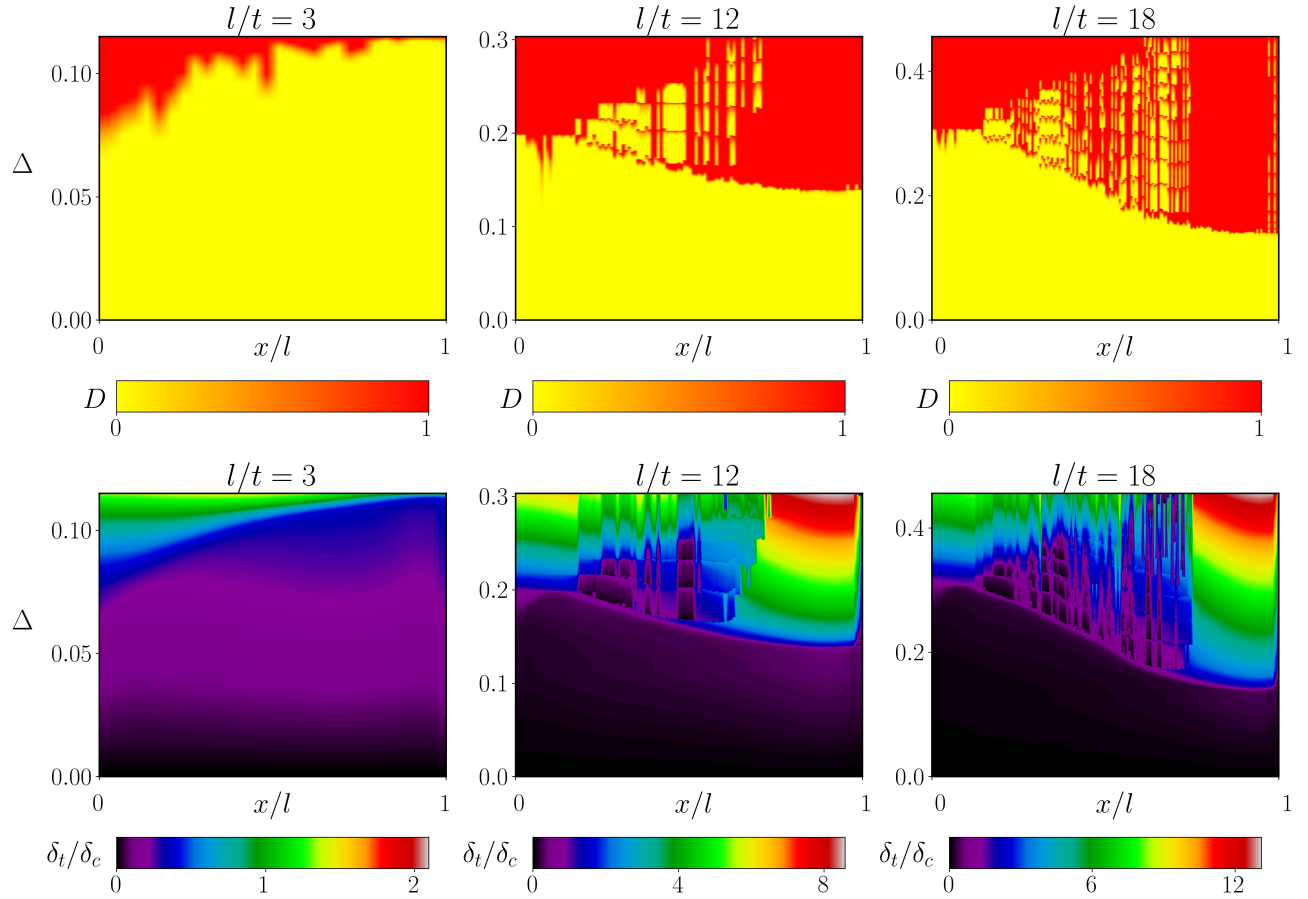 l/t = 3
l/t = 12
l/t = 18
0.10
0.05
0.00
Δ
0.3
0.2
0.1
0.0
0.4
0.2
0.0
0 x/l 1
0 x/l 1
0 x/l 1
D
0 1
D
0 1
D
0 1
l/t = 3
l/t = 12
l/t = 18
0.10
0.05
0.00
Δ
0.3
0.2
0.1
0.0
0.4
0.2
0.0
0 x/l 1
0 x/l 1
0 x/l 1
δt/δc
0 1 2
δt/δc
0 4 8
δt/δc
0 6 12